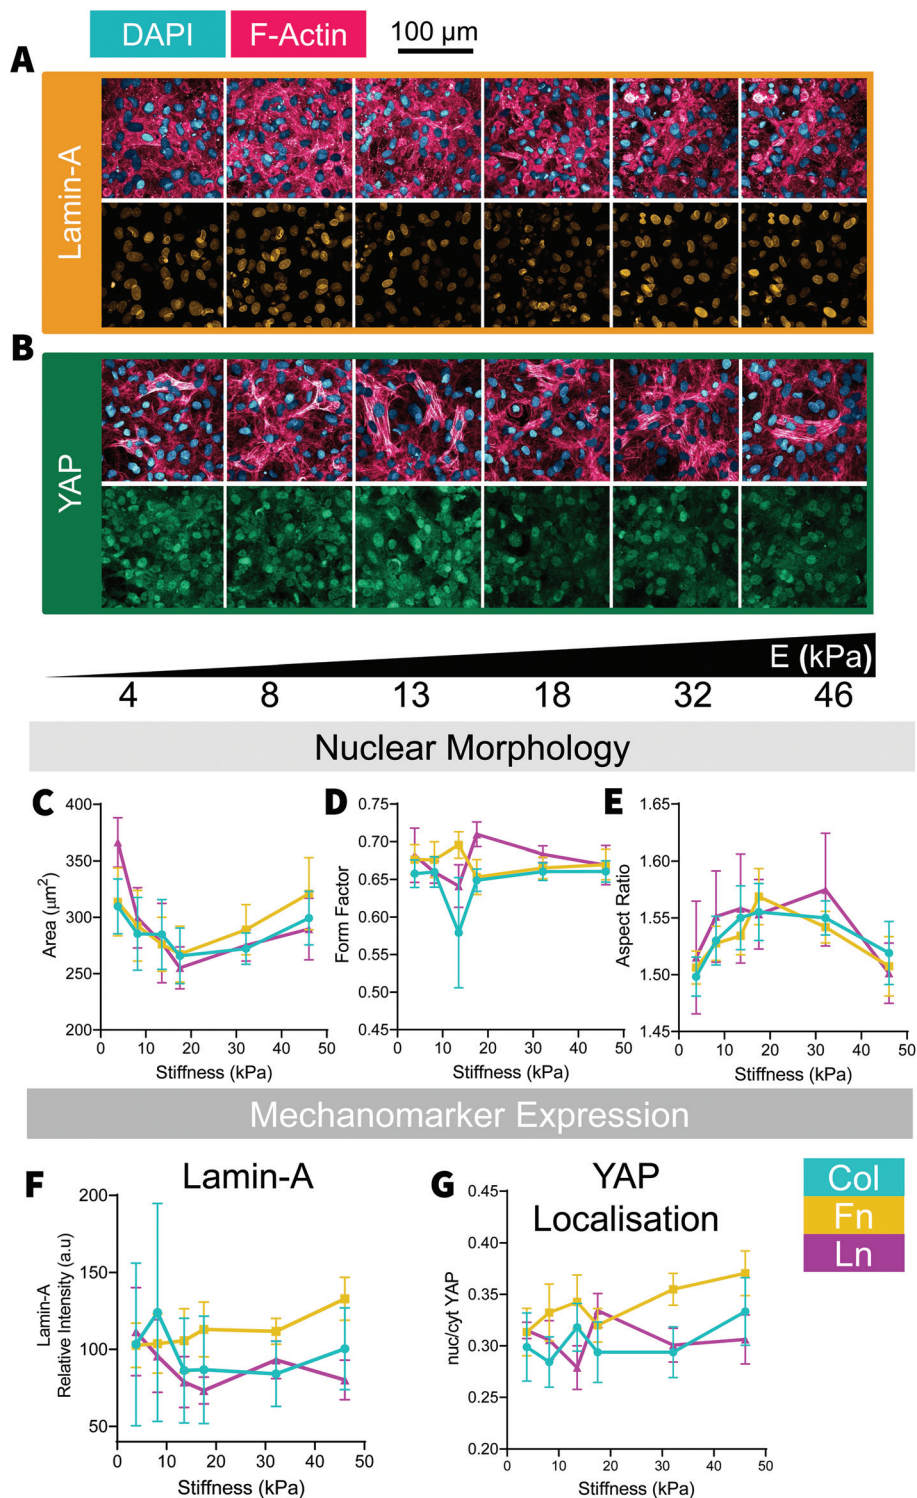 DAPI F-Actin 100 µm
A
Lamin-A
B
YAP
E (kPa)
4 8 13 18 32 46
Nuclear Morphology
C
400
350
300
250
200
Area (µm²)
0 10 20 30 40 50
Stiffness (kPa)
D
0.75
0.70
0.65
0.60
0.55
0.50
0.45
Form Factor
0 10 20 30 40 50
Stiffness (kPa)
E
1.65
1.60
1.55
1.50
1.45
Aspect Ratio
0 10 20 30 40 50
Stiffness (kPa)
Mechanomarker Expression
F
Lamin-A
200
150
100
50
Lamin-A
Relative Intensity (a.u)
0 10 20 30 40 50
Stiffness (kPa)
G
YAP
Localisation
0.45
0.40
0.35
0.30
0.25
0.20
nuc/cyt YAP
0 10 20 30 40 50
Stiffness (kPa)
Col
Fn
Ln